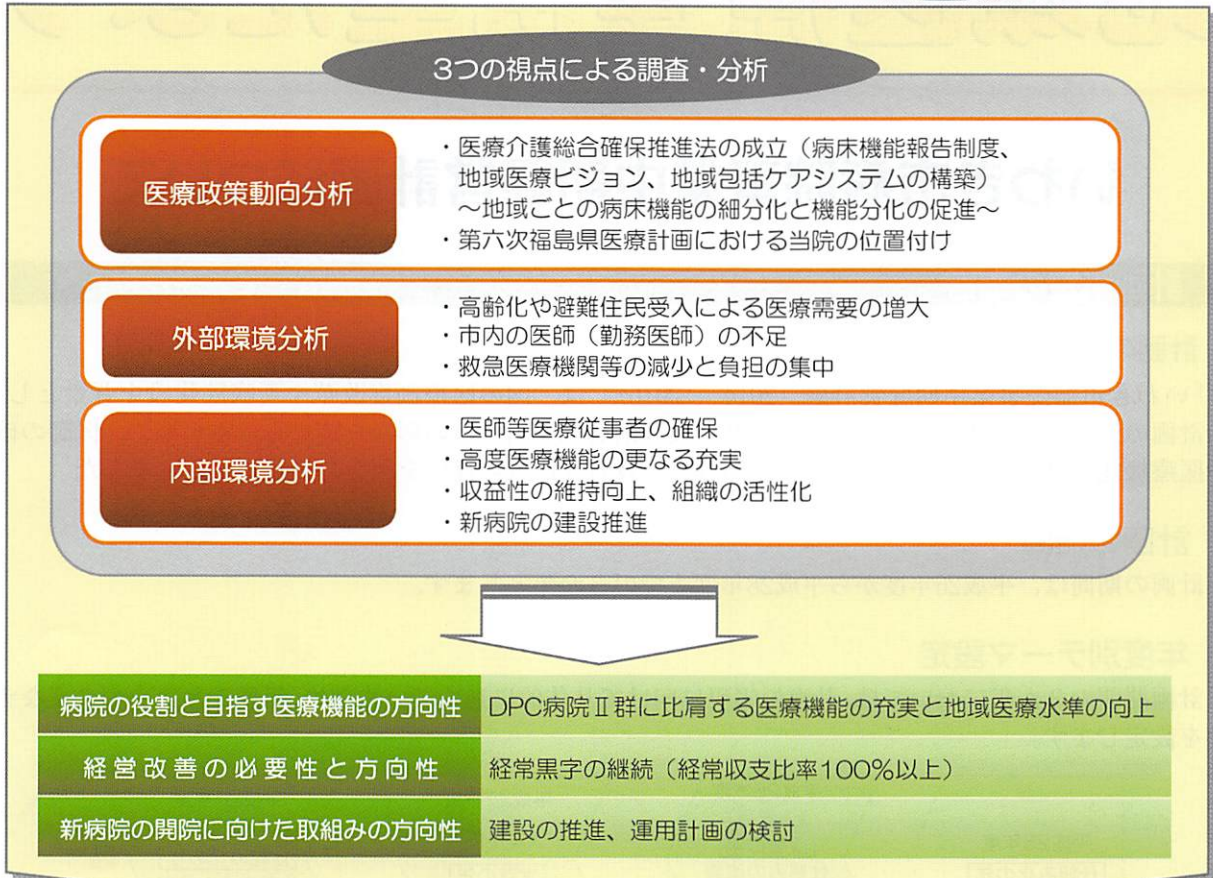 3つの視点による調査・分析
医療政策動向分析
・医療介護総合確保推進法の成立（病床機能報告制度、
地域医療ビジョン、地域包括ケアシステムの構築）
～地域ごとの病床機能の細分化と機能分化の促進～
・第六次福島県医療計画における当院の位置付け
外部環境分析
・高齢化や避難住民受入による医療需要の増大
・市内の医師（勤務医師）の不足
・救急医療機関等の減少と負担の集中
内部環境分析
・医師等医療従事者の確保
・高度医療機能の更なる充実
・収益性の維持向上、組織の活性化
・新病院の建設推進
病院の役割と目指す医療機能の方向性 DPC病院Ⅱ群に比肩する医療機能の充実と地域医療水準の向上
経営改善の必要性と方向性 経常黒字の継続（経常収支比率100％以上）
新病院の開院に向けた取組みの方向性 建設の推進、運用計画の検討